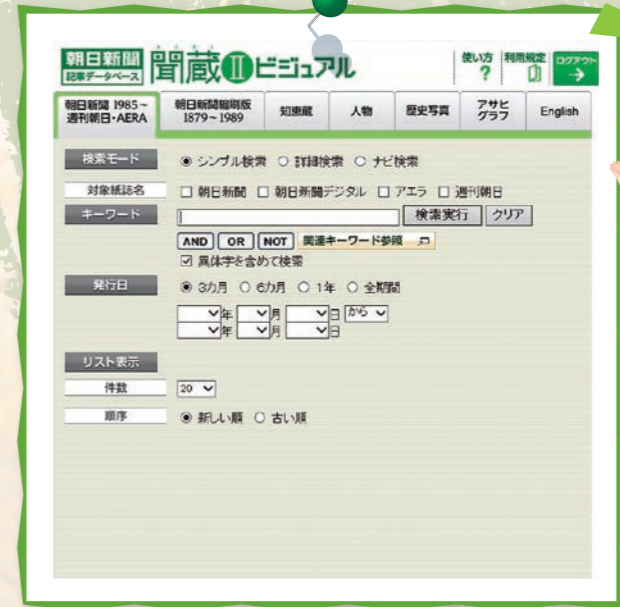 朝日新聞
記事データベース
聞蔵Ⅱビジュアル
使い方
?
利用規定
ログアウト
朝日新聞 1985～
週刊朝日・AERA
朝日新聞縮刷版
1879～1989
知恵蔵
人物
歴史写真
アサヒ
グラフ
English
検索モード
シンプル検索 詳細検索 ナビ検索
対象紙誌名
朝日新聞 朝日新聞デジタル アエラ 週刊朝日
キーワード
検索実行 クリア
AND OR NOT 関連キーワード参照
異体字を含めて検索
発行日
3カ月 6カ月 1年 全期間
年 月 日 から
年 月 日
リスト表示
件数
20
順序
新しい順 古い順